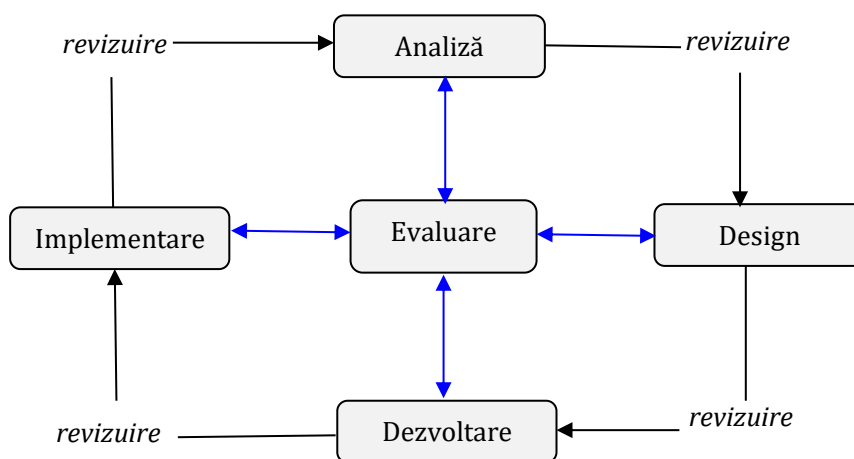 revizuire
Analiză
revizuire
Implementare
Evaluare
Design
revizuire
Dezvoltare
revizuire